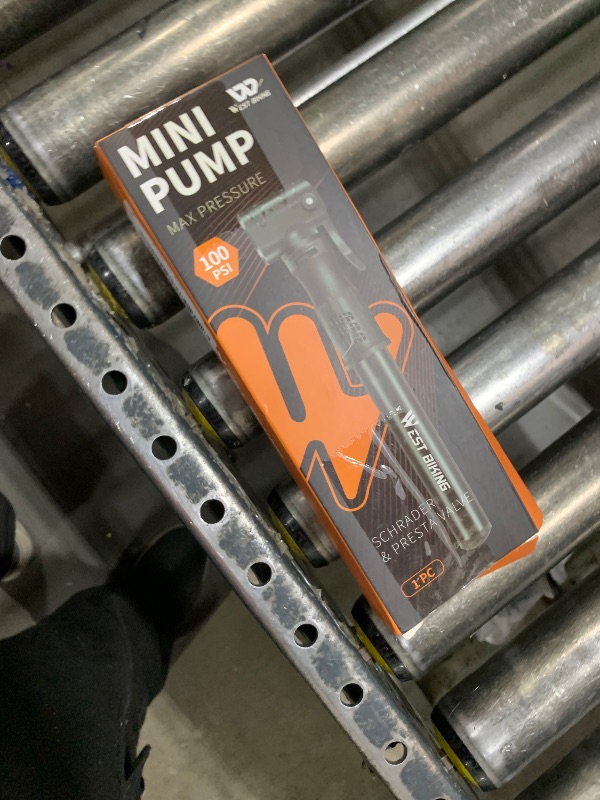 WEST BIKING
MINI
PUMP
MAX PRESSURE
100
PSI
WEST BIKING
SCHRADER
& PRESTA VALVE
1 PC